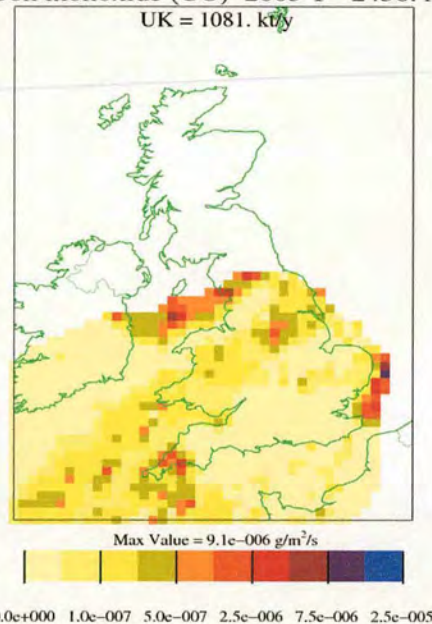 UK = 1081. kt/y
Max Value = 9.1e−006 g/m²/s
0.0e+000 1.0e−007 5.0e−007 2.5e−006 7.5e−006 2.5e−005